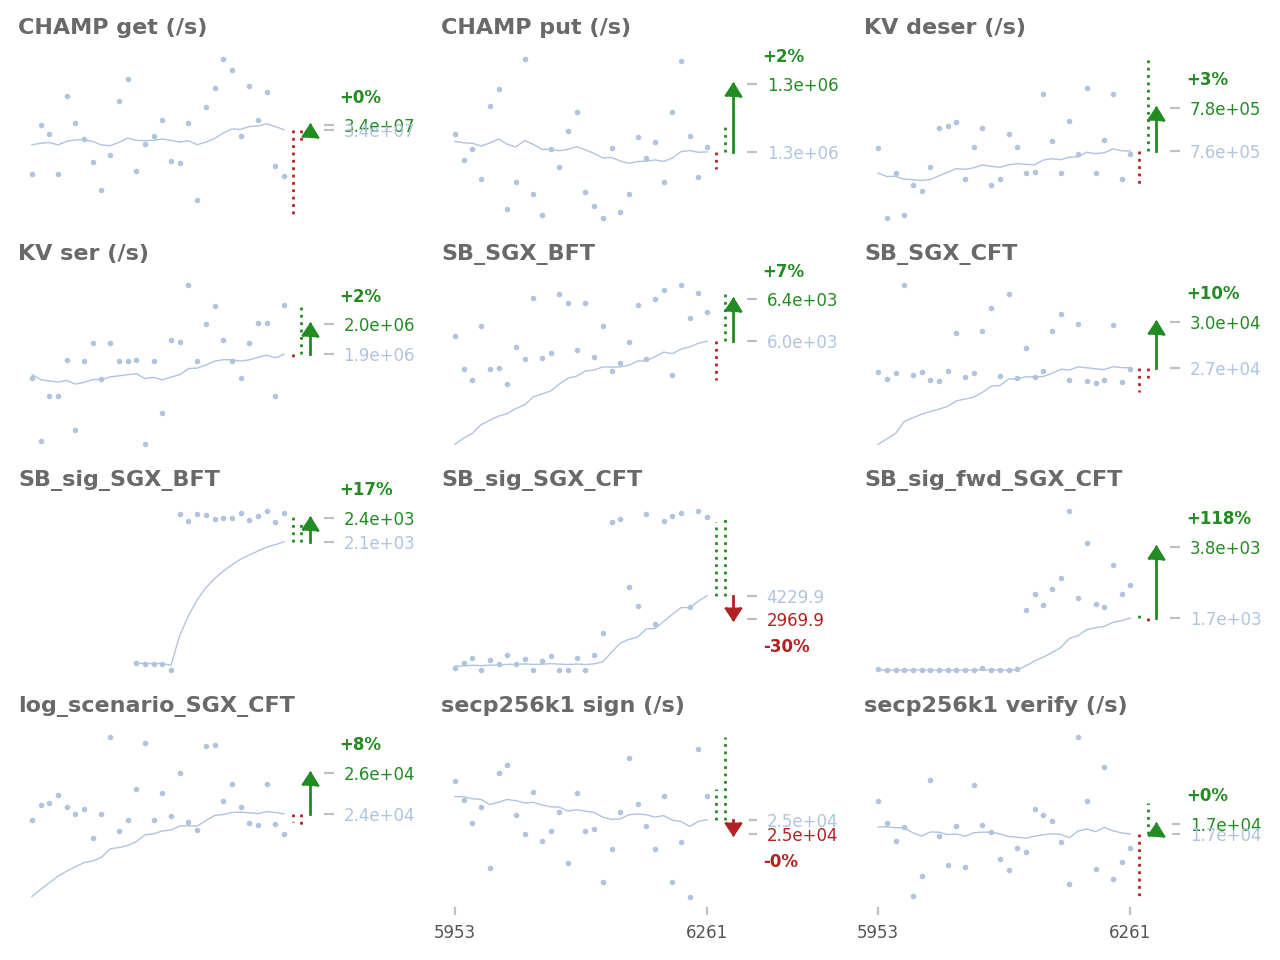 CHAMP get (/s)
+0%
3.4e+07
3.4e+07
CHAMP put (/s)
+2%
1.3e+06
1.3e+06
KV deser (/s)
+3%
7.8e+05
7.6e+05
KV ser (/s)
+2%
2.0e+06
1.9e+06
SB_SGX_BFT
+7%
6.4e+03
6.0e+03
SB_SGX_CFT
+10%
3.0e+04
2.7e+04
SB_sig_SGX_BFT
+17%
2.4e+03
2.1e+03
SB_sig_SGX_CFT
4229.9
2969.9
-30%
SB_sig_fwd_SGX_CFT
+118%
3.8e+03
1.7e+03
log_scenario_SGX_CFT
+8%
2.6e+04
2.4e+04
secp256k1 sign (/s)
2.5e+04
2.5e+04
-0%
5953
6261
secp256k1 verify (/s)
+0%
1.7e+04
1.7e+04
5953
6261